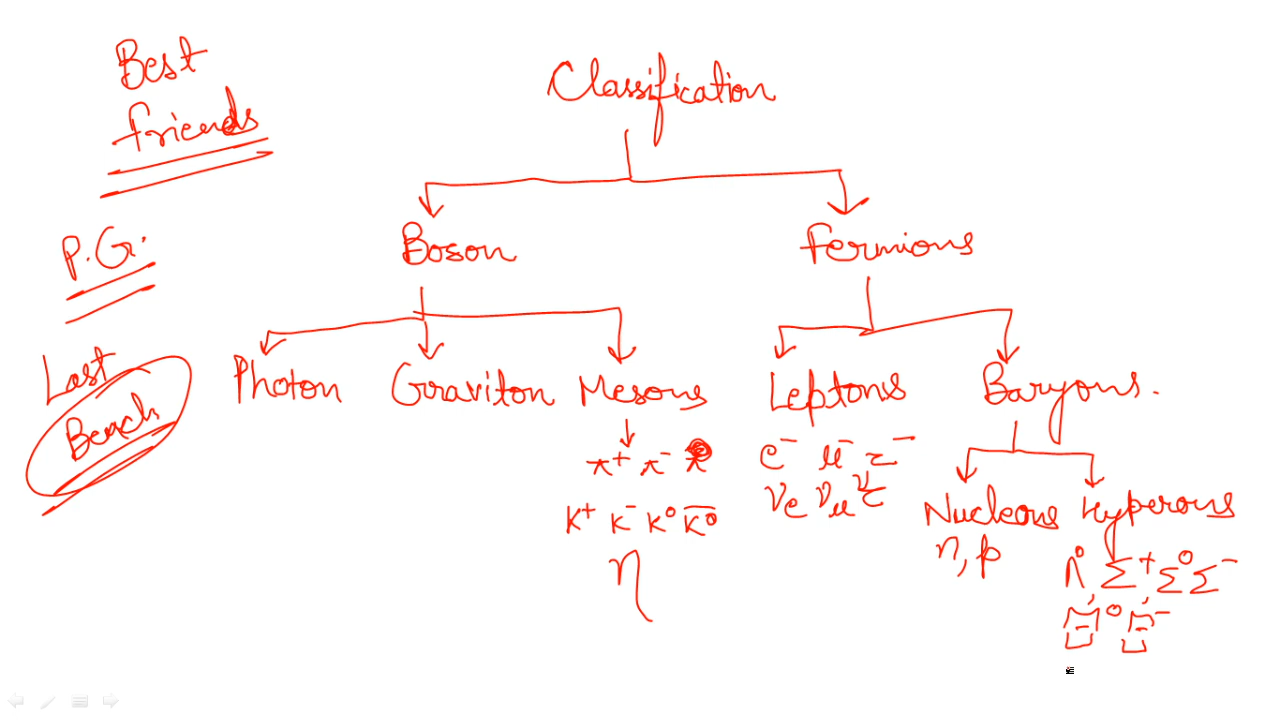 Best
friends
P.G.
Last
Bench
Classification
Boson
Fermions
Photon Graviton Mesons Leptons Baryons.
π⁺ π⁻
e⁻ μ⁻ τ⁻
K⁺ K⁻ K⁰ K̅⁰
νe νμ ντ
Nucleons Hyperons
η
n, p
Λ⁰, Σ⁺, Σ⁰ Σ⁻
Ξ⁰ Ξ⁻